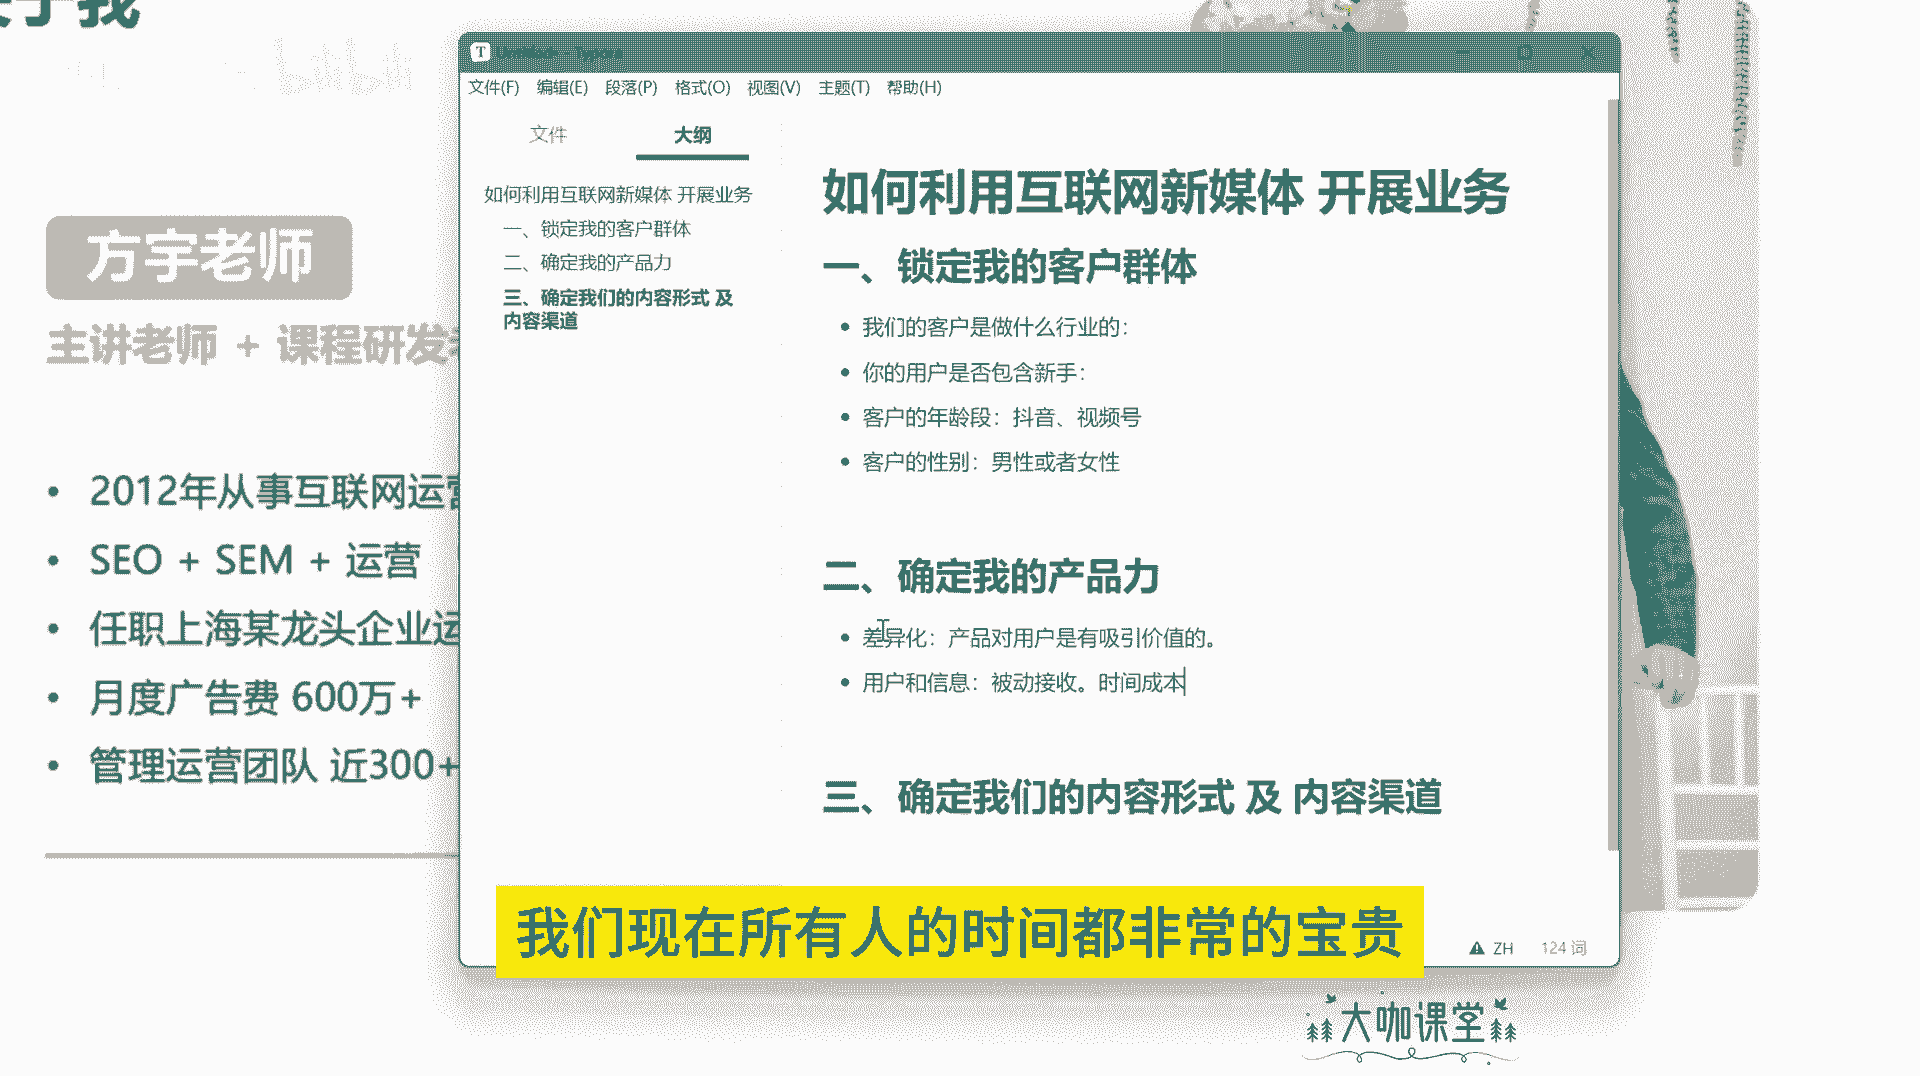 于我
bilibili
方宇老师
主讲老师 + 课程研发
2012年从事互联网运营
SEO + SEM + 运营
任职上海某龙头企业运
月度广告费 600万+
管理运营团队 近300+
T
文件(F) 编辑(E) 段落(P) 格式(O) 视图(V) 主题(T) 帮助(H)
文件 大纲
如何利用互联网新媒体 开展业务
一、锁定我的客户群体
二、确定我的产品力
三、确定我们的内容形式 及
内容渠道
如何利用互联网新媒体 开展业务
一、锁定我的客户群体
我们的客户是做什么行业的：
你的用户是否包含新手：
客户的年龄段：抖音、视频号
客户的性别：男性或者女性
二、确定我的产品力
差异化：产品对用户是有吸引价值的。
用户和信息：被动接收。时间成本
三、确定我们的内容形式 及 内容渠道
我们现在所有人的时间都非常的宝贵
ZH 124 词
大咖课堂